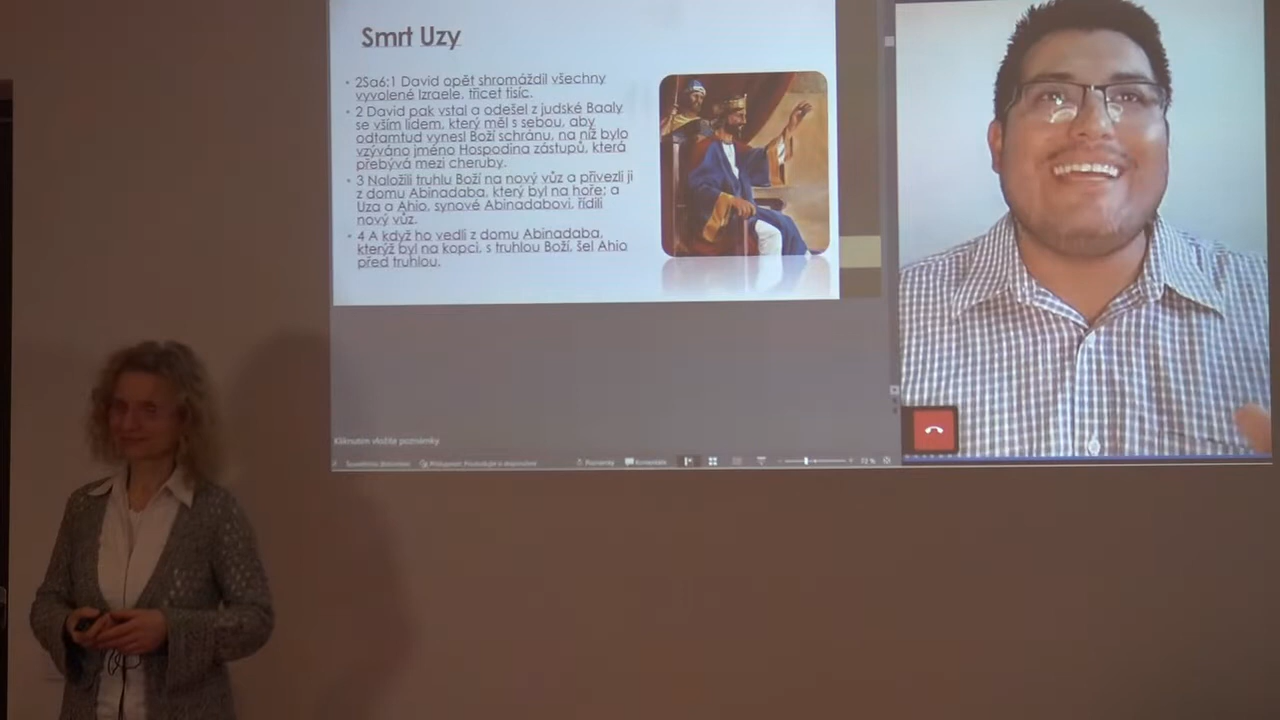 Smrt Uzy
• 2Sa6:1 David opět shromáždil všechny
vyvolené Izraele, třicet tisíc.
• 2 David pak vstal a odešel z judské Baaly
se vším lidem, který měl s sebou, aby
odtamtud vynesl Boží schránu, na níž bylo
vzýváno jméno Hospodina zástupů, která
přebývá mezi cheruby.
• 3 Naložili truhlu Boží na nový vůz a přivezli ji
z domu Abinadaba, který byl na hoře; a
Uza a Ahio, synové Abinadabovi, řídili
nový vůz.
• 4 A když ho vedli z domu Abinadaba,
kterýž byl na kopci, s truhlou Boží, šel Ahio
před truhlou.
Kliknutím vložíte poznámky.
Poznámky
Komentáře